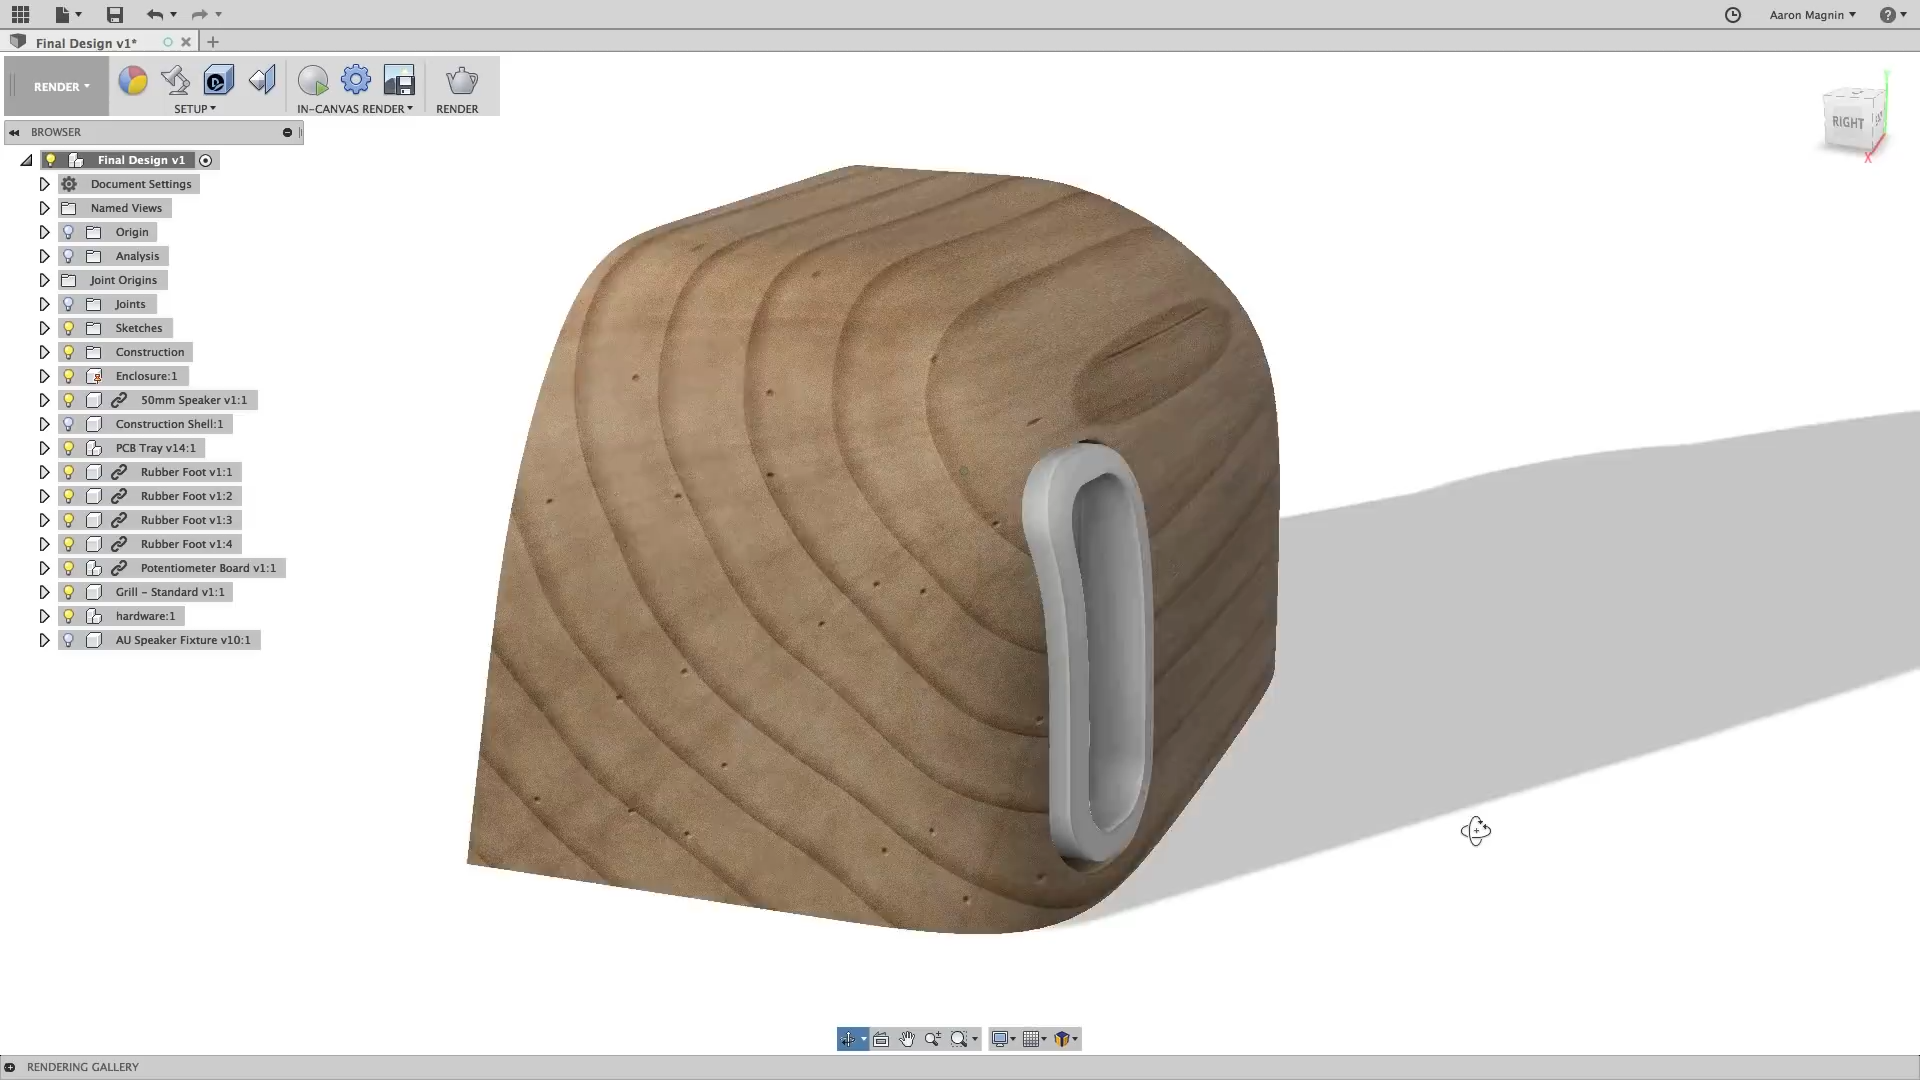 Aaron Magnin
Final Design v1*
RENDER
SETUP
IN-CANVAS RENDER
RENDER
BROWSER
Final Design v1
Document Settings
Named Views
Origin
Analysis
Joint Origins
Joints
Sketches
Construction
Enclosure:1
50mm Speaker v1:1
Construction Shell:1
PCB Tray v14:1
Rubber Foot v1:1
Rubber Foot v1:2
Rubber Foot v1:3
Rubber Foot v1:4
Potentiometer Board v1:1
Grill - Standard v1:1
hardware:1
AU Speaker Fixture v10:1
RIGHT
X
RENDERING GALLERY